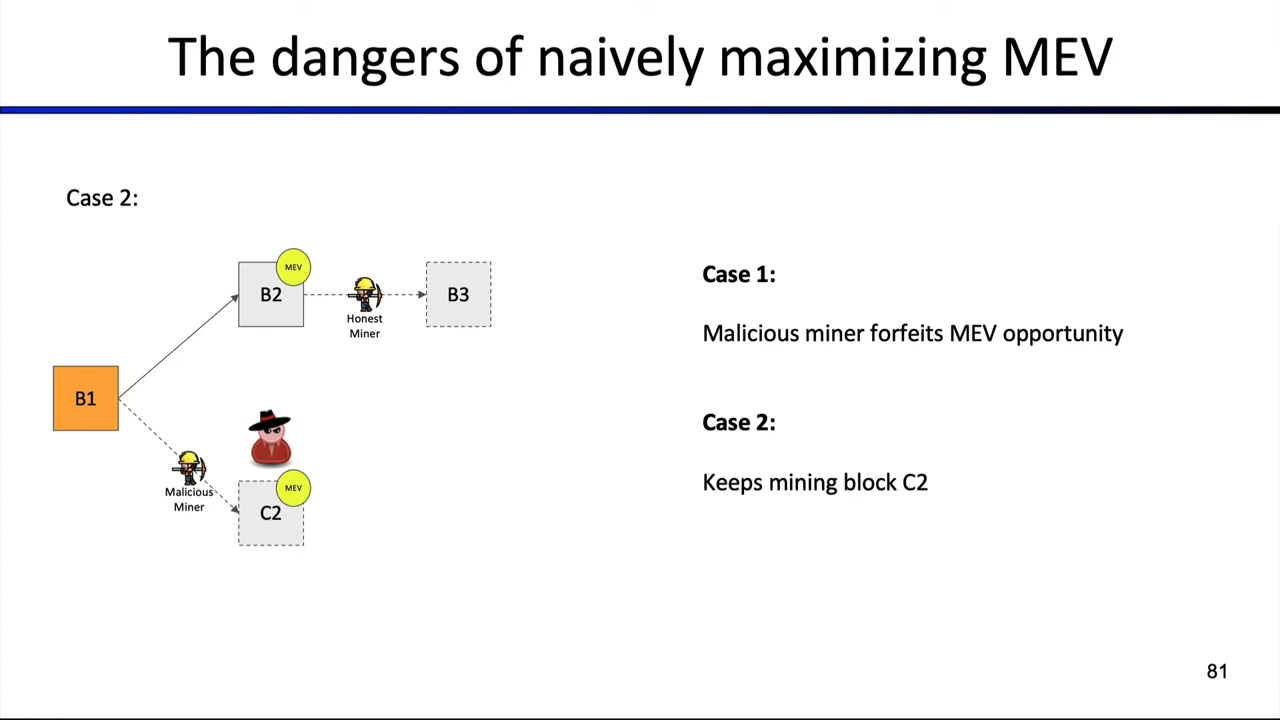 The dangers of naively maximizing MEV
Case 2:
MEV
B2
B3
Honest
Miner
B1
Malicious
Miner
MEV
C2
Case 1:
Malicious miner forfeits MEV opportunity
Case 2:
Keeps mining block C2
81